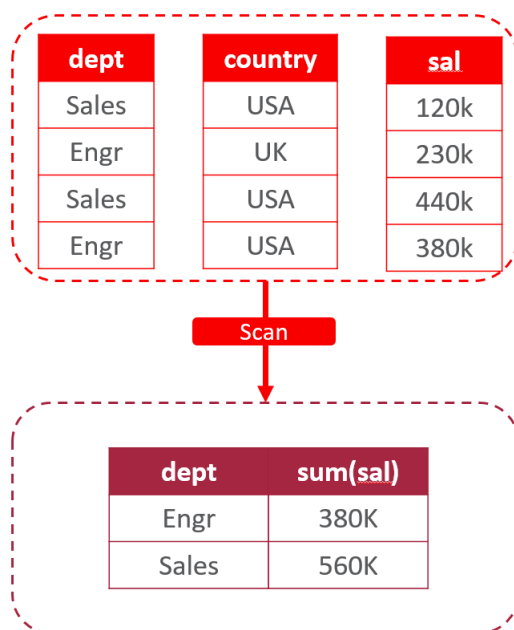 dept country sal
Sales USA 120k
Engr UK 230k
Sales USA 440k
Engr USA 380k
Scan
dept sum(sal)
Engr 380K
Sales 560K